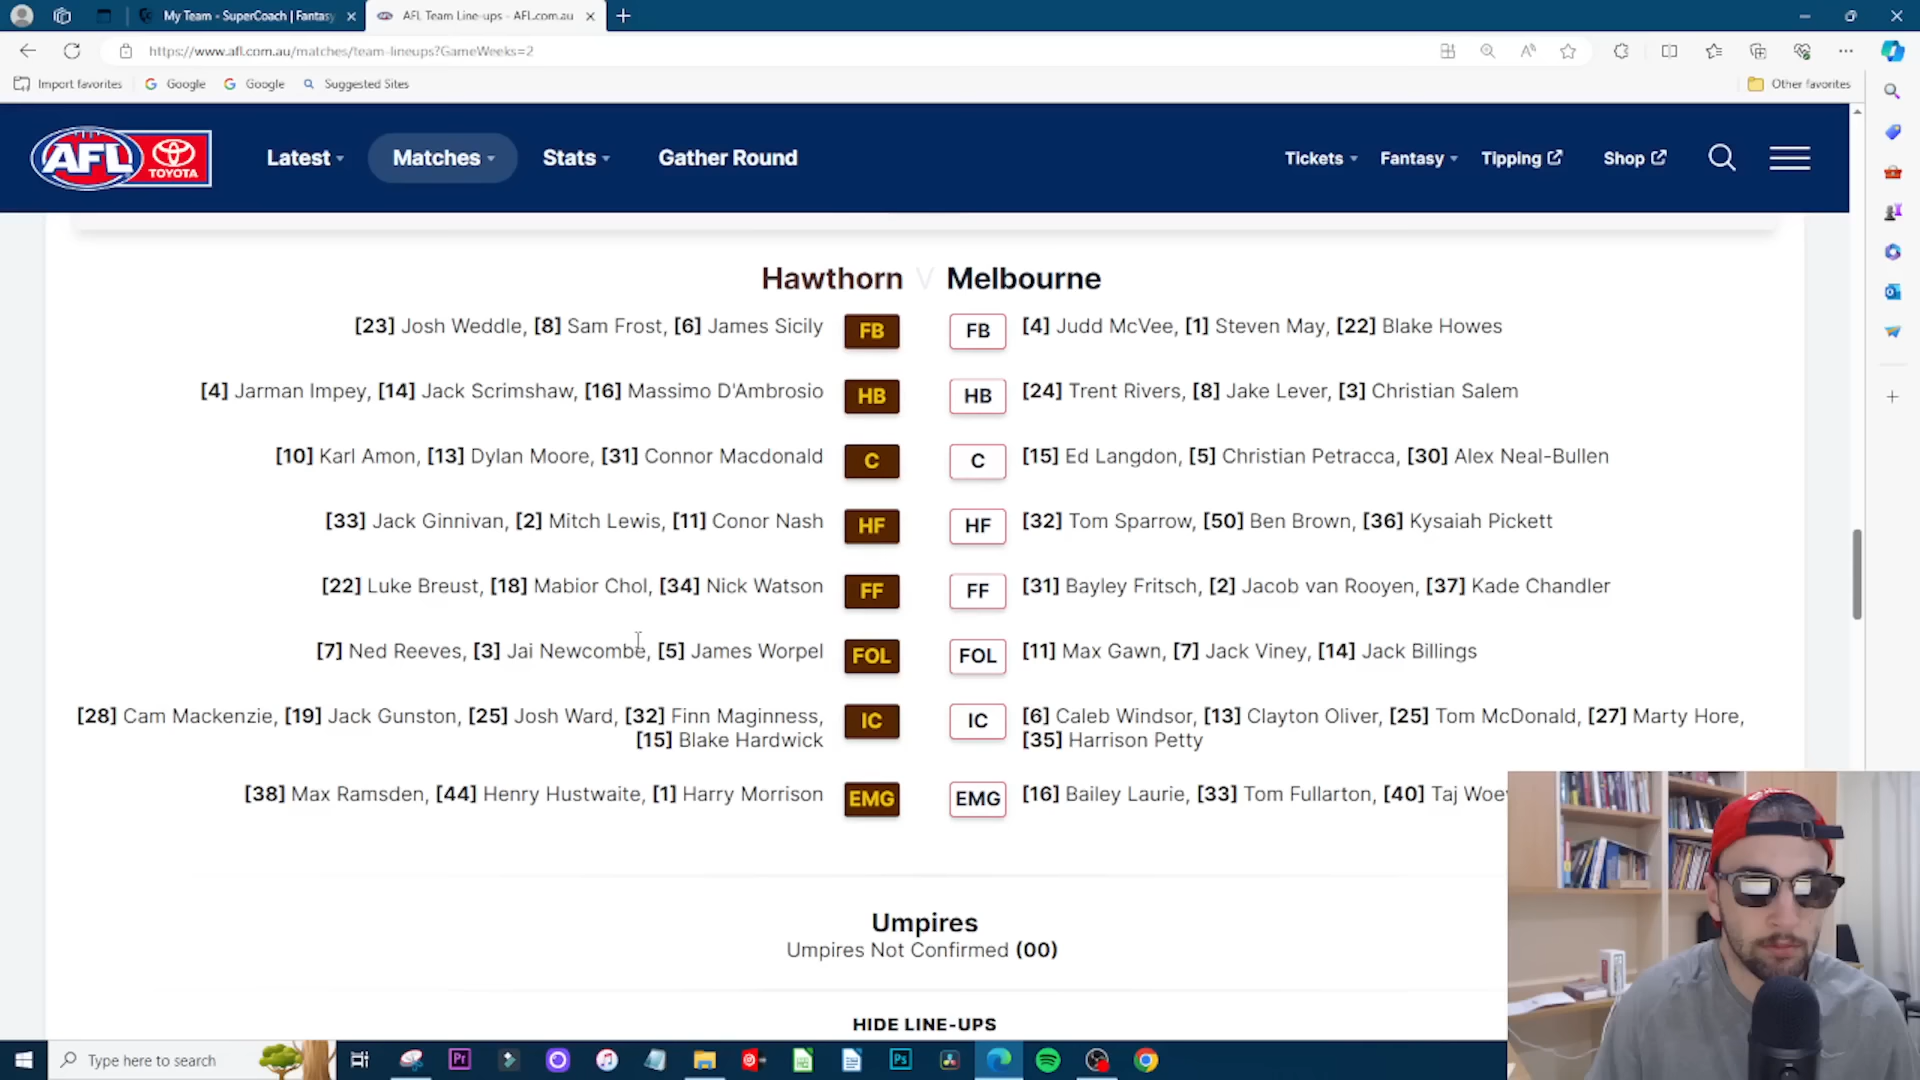 My Team - SuperCoach | Fantasy
AFL Team Line-ups - AFL.com.au
https://www.afl.com.au/matches/team-lineups?GameWeeks=2
Import favorites
Google
Google
Suggested Sites
Other favorites
AFL
TOYOTA
Latest
Matches
Stats
Gather Round
Tickets
Fantasy
Tipping
Shop
Hawthorn V Melbourne
[23] Josh Weddle, [8] Sam Frost, [6] James Sicily FB FB [4] Judd McVee, [1] Steven May, [22] Blake Howes
[4] Jarman Impey, [14] Jack Scrimshaw, [16] Massimo D'Ambrosio HB HB [24] Trent Rivers, [8] Jake Lever, [3] Christian Salem
[10] Karl Amon, [13] Dylan Moore, [31] Connor Macdonald C C [15] Ed Langdon, [5] Christian Petracca, [30] Alex Neal-Bullen
[33] Jack Ginnivan, [2] Mitch Lewis, [11] Conor Nash HF HF [32] Tom Sparrow, [50] Ben Brown, [36] Kysaiah Pickett
[22] Luke Breust, [18] Mabior Chol, [34] Nick Watson FF FF [31] Bayley Fritsch, [2] Jacob van Rooyen, [37] Kade Chandler
[7] Ned Reeves, [3] Jai Newcombe, [5] James Worpel FOL FOL [11] Max Gawn, [7] Jack Viney, [14] Jack Billings
[28] Cam Mackenzie, [19] Jack Gunston, [25] Josh Ward, [32] Finn Maginness, IC IC [6] Caleb Windsor, [13] Clayton Oliver, [25] Tom McDonald, [27] Marty Hore,
[15] Blake Hardwick [35] Harrison Petty
[38] Max Ramsden, [44] Henry Hustwaite, [1] Harry Morrison EMG EMG [16] Bailey Laurie, [33] Tom Fullarton, [40] Taj
Umpires
Umpires Not Confirmed (00)
HIDE LINE-UPS
Type here to search
Pr
Ps